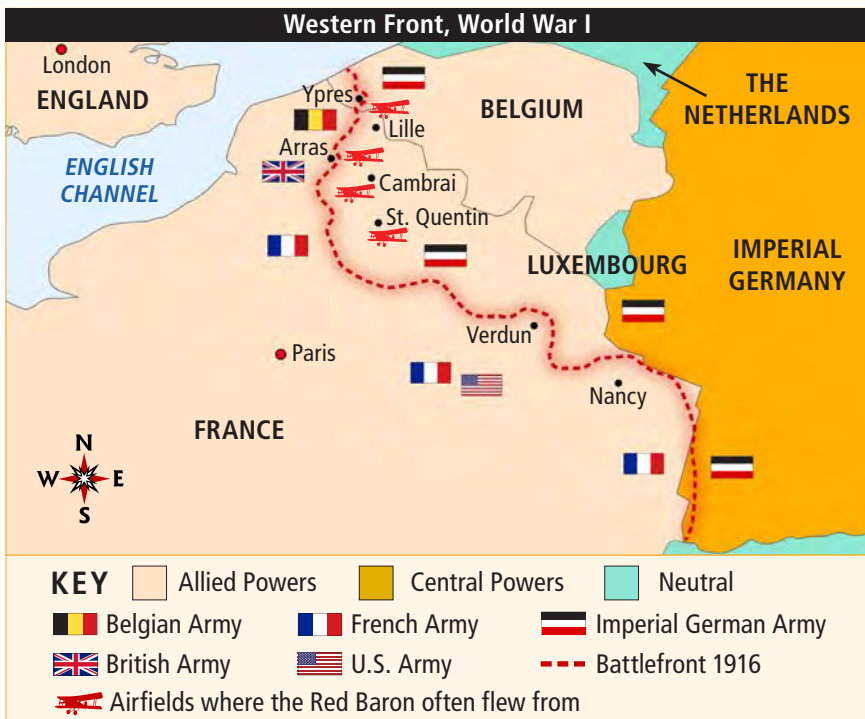 Western Front, World War I
London
ENGLAND
ENGLISH
CHANNEL
Ypres
Lille
Arras
Cambrai
St. Quentin
BELGIUM
THE
NETHERLANDS
LUXEMBOURG
IMPERIAL
GERMANY
Verdun
Paris
Nancy
FRANCE
N
W E
S
KEY Allied Powers Central Powers Neutral
Belgian Army French Army Imperial German Army
British Army U.S. Army Battlefront 1916
Airfields where the Red Baron often flew from